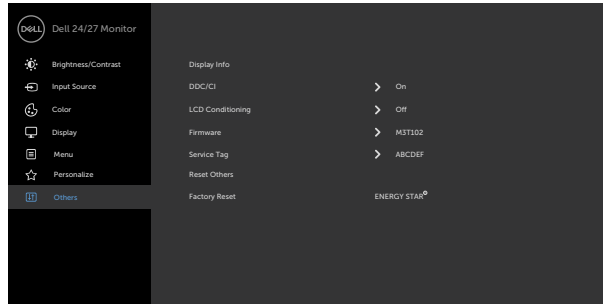 DELL Dell 24/27 Monitor
Brightness/Contrast Display Info
Input Source DDC/CI On
Color LCD Conditioning Off
Display Firmware M3T102
Menu Service Tag ABCDEF
Personalize Reset Others
Others Factory Reset ENERGY STAR